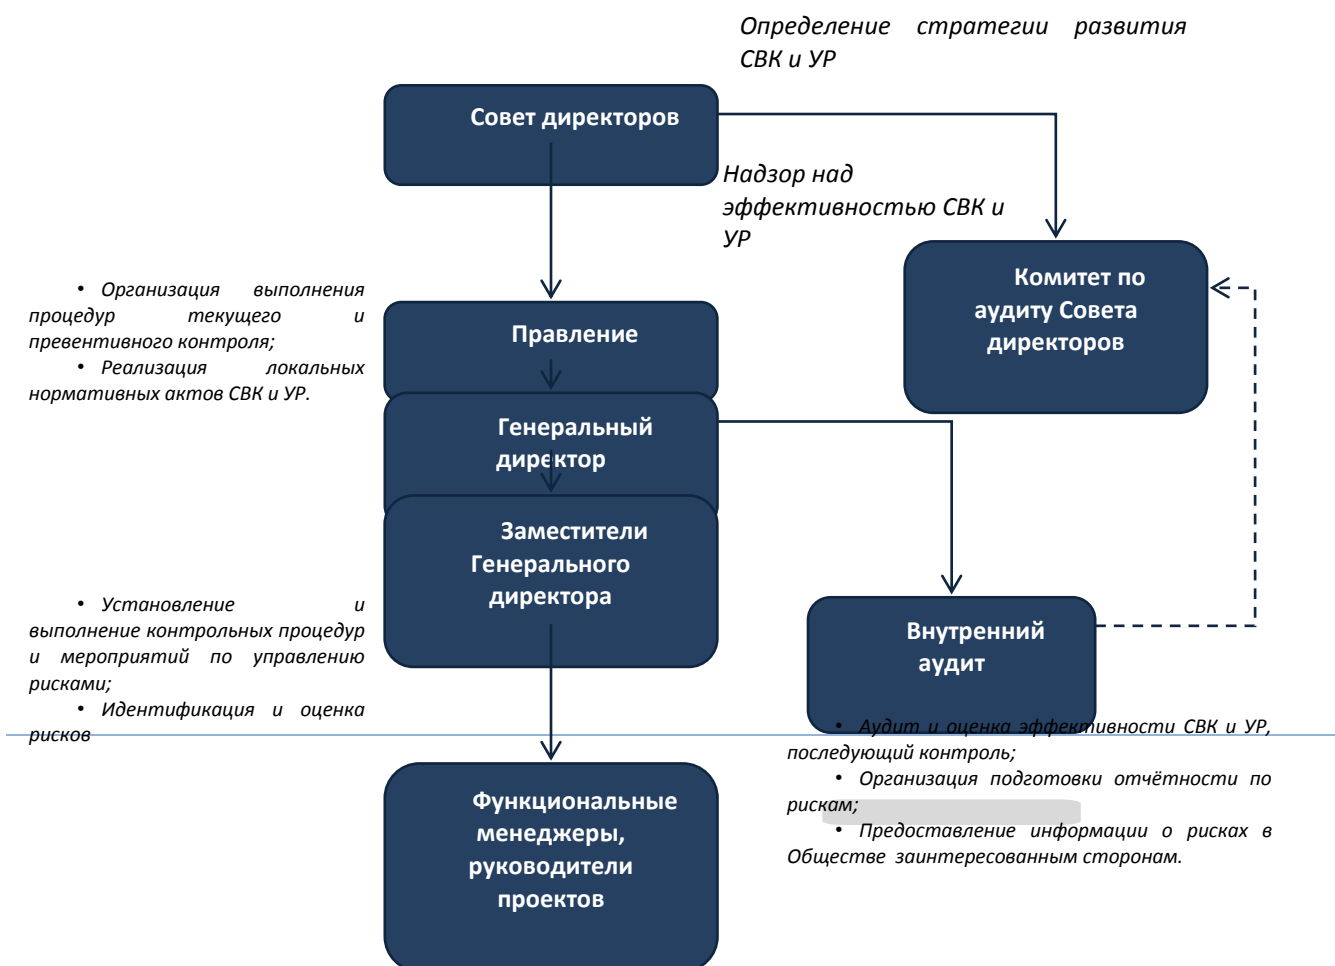 Определение стратегии развития
СВК и УР
Совет директоров
Надзор над
эффективностью СВК и
УР
Комитет по
аудиту Совета
директоров
• Организация выполнения
процедур текущего и
превентивного контроля;
• Реализация локальных
нормативных актов СВК и УР.
Правление
Генеральный
директор
Заместители
Генерального
директора
• Установление и
выполнение контрольных процедур
и мероприятий по управлению
рисками;
• Идентификация и оценка
рисков
Внутренний
аудит
• Аудит и оценка эффективности СВК и УР,
последующий контроль;
• Организация подготовки отчётности по
рискам;
• Предоставление информации о рисках в
Обществе заинтересованным сторонам.
Функциональные
менеджеры,
руководители
проектов